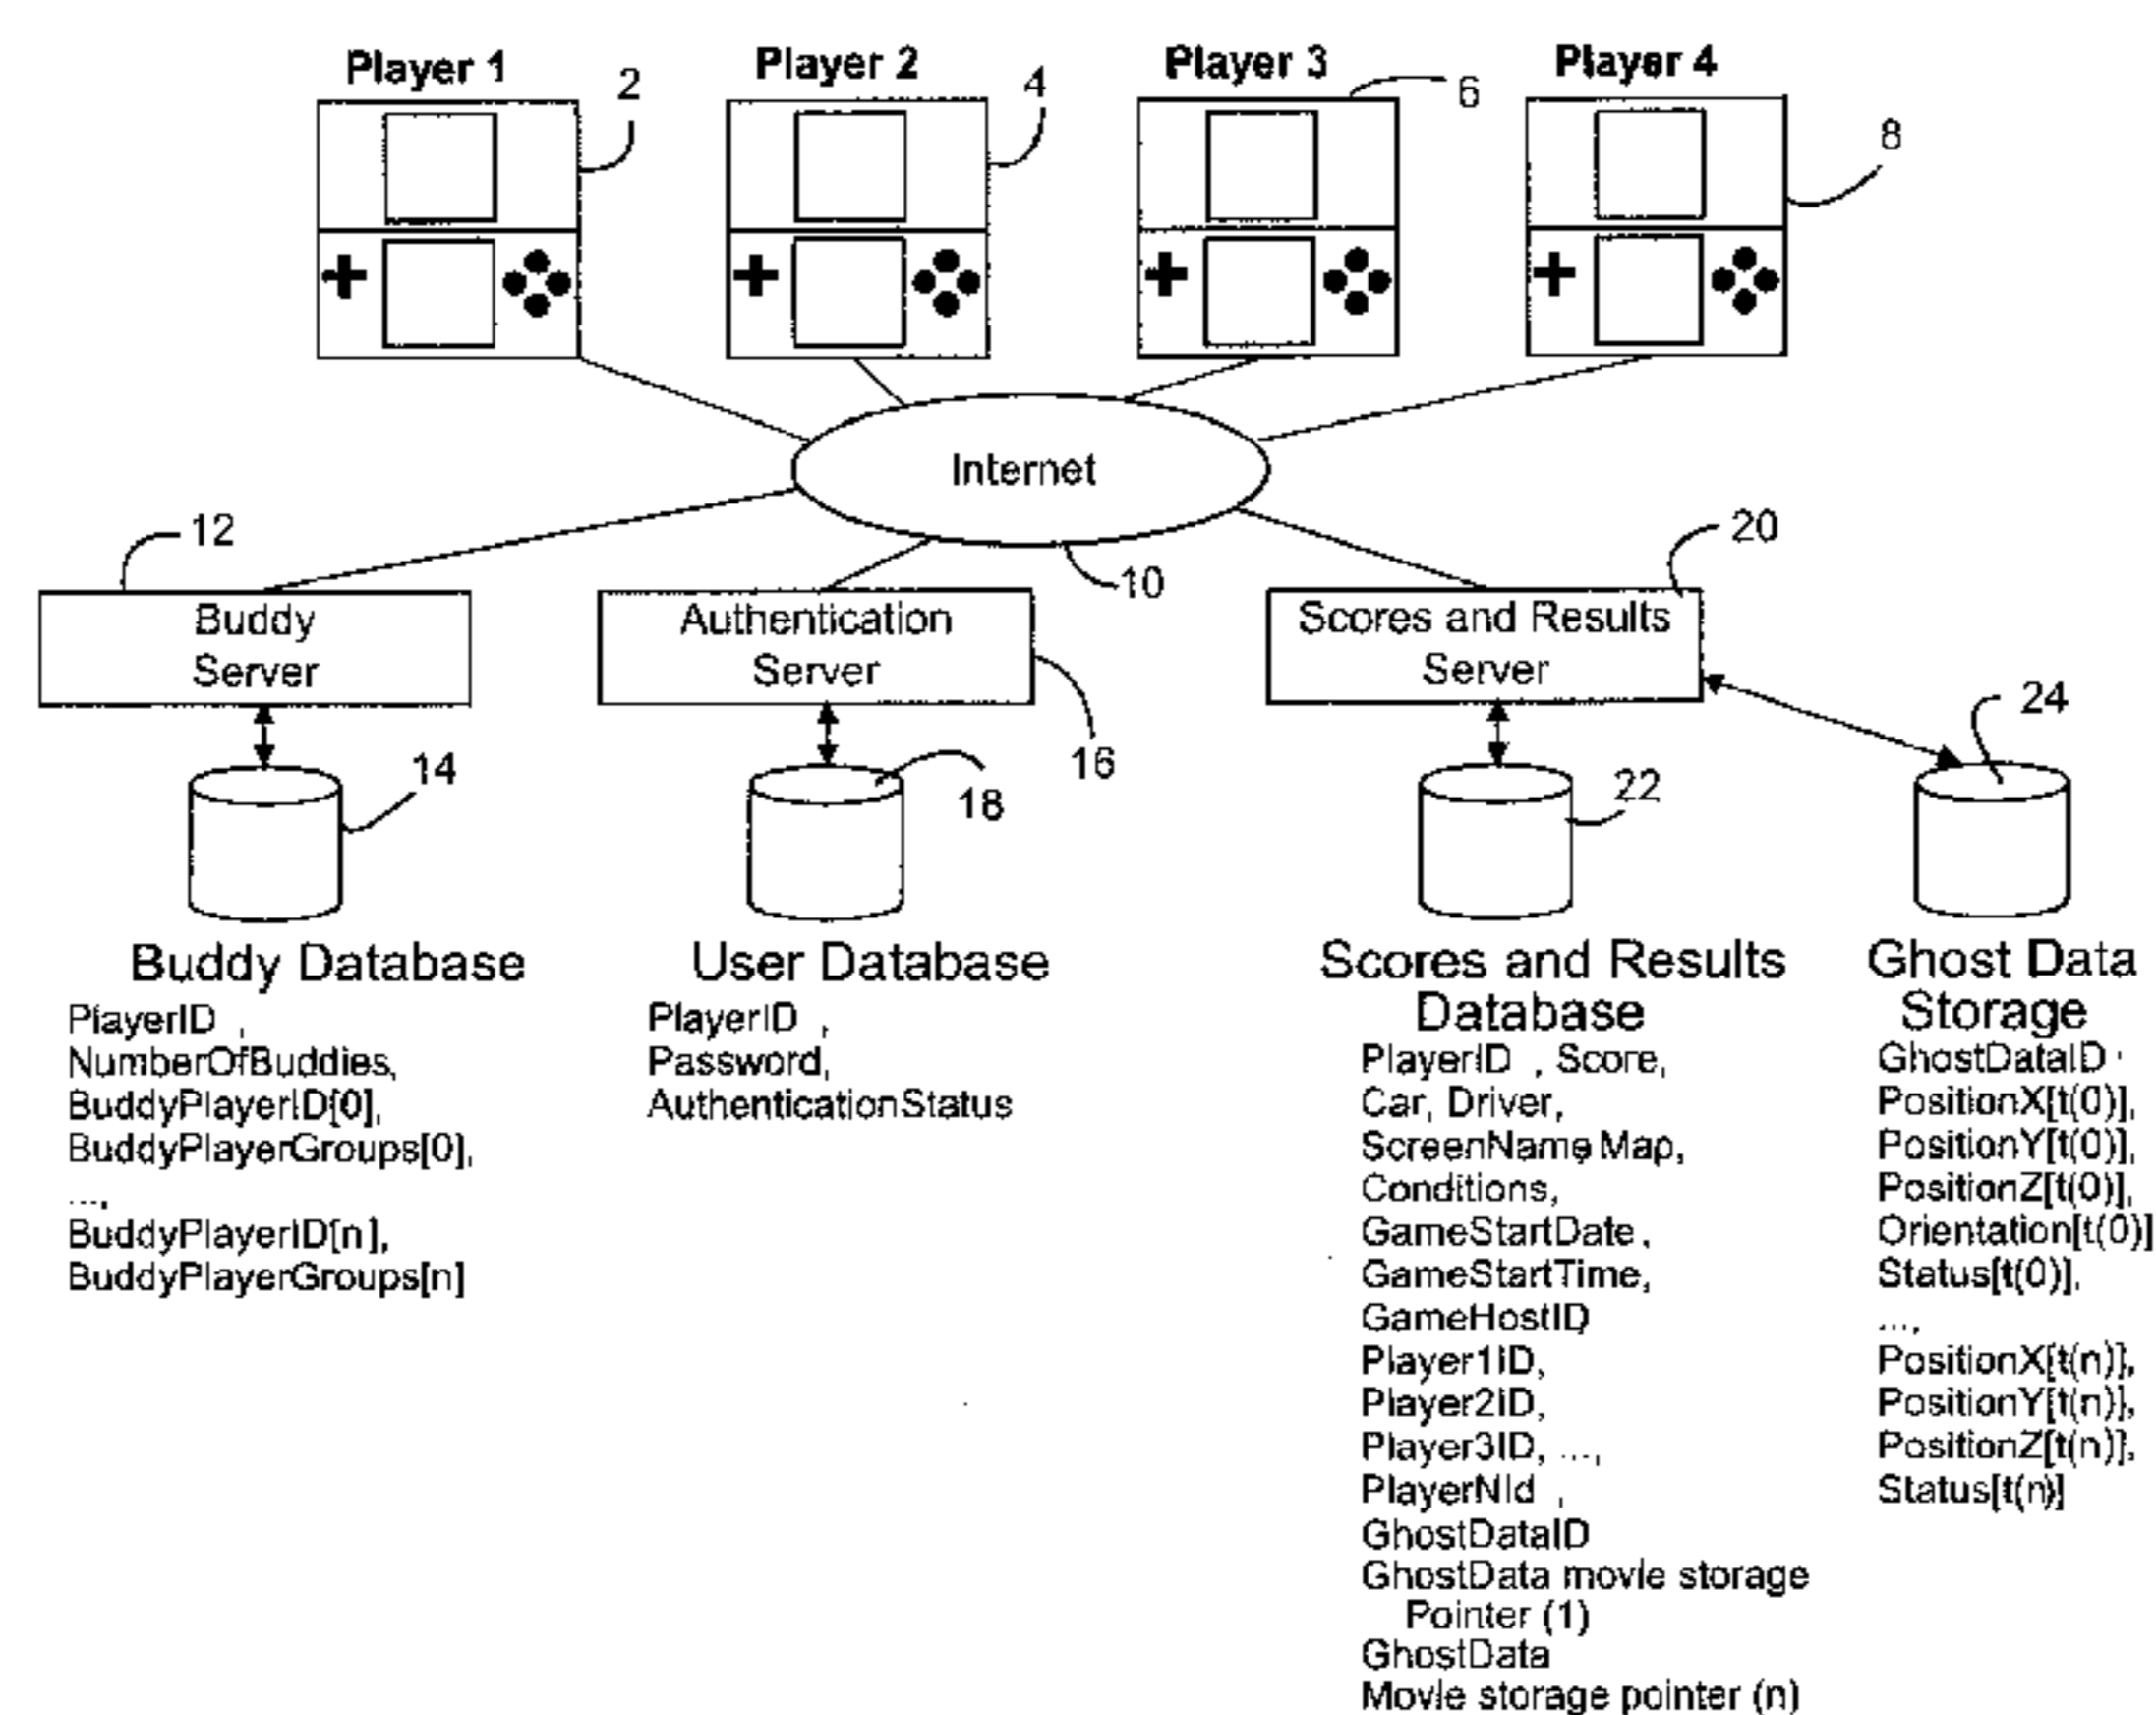 Player 1
Player 2
Player 3
Player 4
2
4
6
8
Internet
10
12
20
Buddy
Server
Authentication
Server
Scores and Results
Server
14
16
18
22
24
Buddy Database
PlayerID ,
NumberOfBuddies,
BuddyPlayerID[0],
BuddyPlayerGroups[0],
...,
BuddyPlayerID[n],
BuddyPlayerGroups[n]
User Database
PlayerID ,
Password,
AuthenticationStatus
Scores and Results
Database
PlayerID , Score,
Car, Driver,
ScreenName Map,
Conditions,
GameStartDate,
GameStartTime,
GameHostID
Player1ID,
Player2ID,
Player3ID, ...,
PlayerNId ,
GhostDataID
GhostData movie storage
Pointer (1)
GhostData
Movie storage pointer (n)
Ghost Data
Storage
GhostDataID
PositionX[t(0)],
PositionY[t(0)],
PositionZ[t(0)],
Orientation[t(0)]
Status[t(0)],
...,
PositionX[t(n)],
PositionY[t(n)],
PositionZ[t(n)],
Status[t(n)]